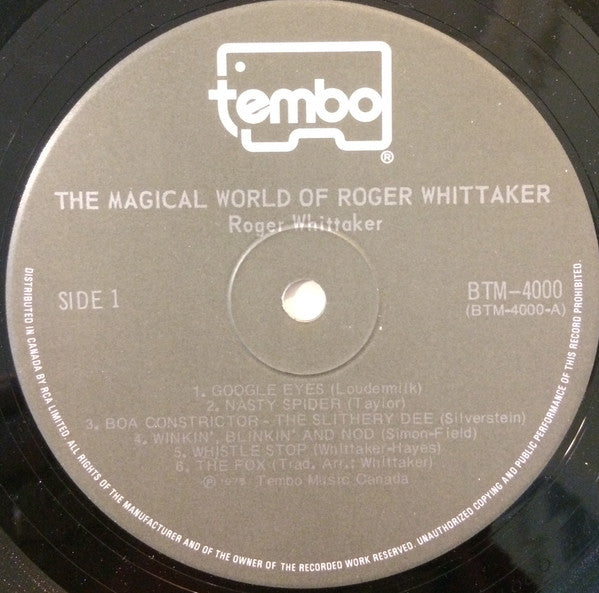 tembo
®
THE MAGICAL WORLD OF ROGER WHITTAKER
Roger Whittaker
SIDE 1
BTM-4000
(BTM-4000-A)
1. GOOGLE EYES (Loudermilk)
2. NASTY SPIDER (Taylor)
3. BOA CONSTRICTOR - THE SLITHERY DEE (Silverstein)
4. WINKIN', BLINKIN' AND NOD (Simon-Field)
5. WHISTLE STOP (Whittaker-Hayes)
6. THE FOX (Trad. Arr.: Whittaker)
℗ Tembo Music Canada
DISTRIBUTED IN CANADA BY RCA LIMITED. ALL RIGHTS OF THE MANUFACTURER AND OF THE OWNER OF THE RECORDED WORK RESERVED. UNAUTHORIZED COPYING AND PUBLIC PERFORMANCE OF THIS RECORD PROHIBITED.